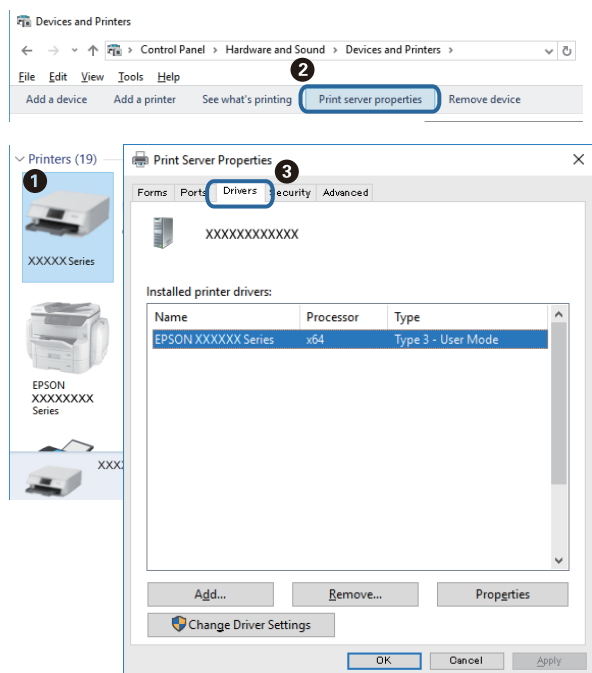 Devices and Printers
Control Panel > Hardware and Sound > Devices and Printers >
File Edit View Tools Help
2
Add a device Add a printer See what's printing Print server properties Remove device
Printers (19)
1
XXXXX Series
EPSON
XXXXXXXX
Series
XXX
Print Server Properties
3
Forms Ports Drivers Security Advanced
XXXXXXXXXXXX
Installed printer drivers:
Name Processor Type
EPSON XXXXXX Series x64 Type 3 - User Mode
Add... Remove... Properties
Change Driver Settings
OK Cancel Apply